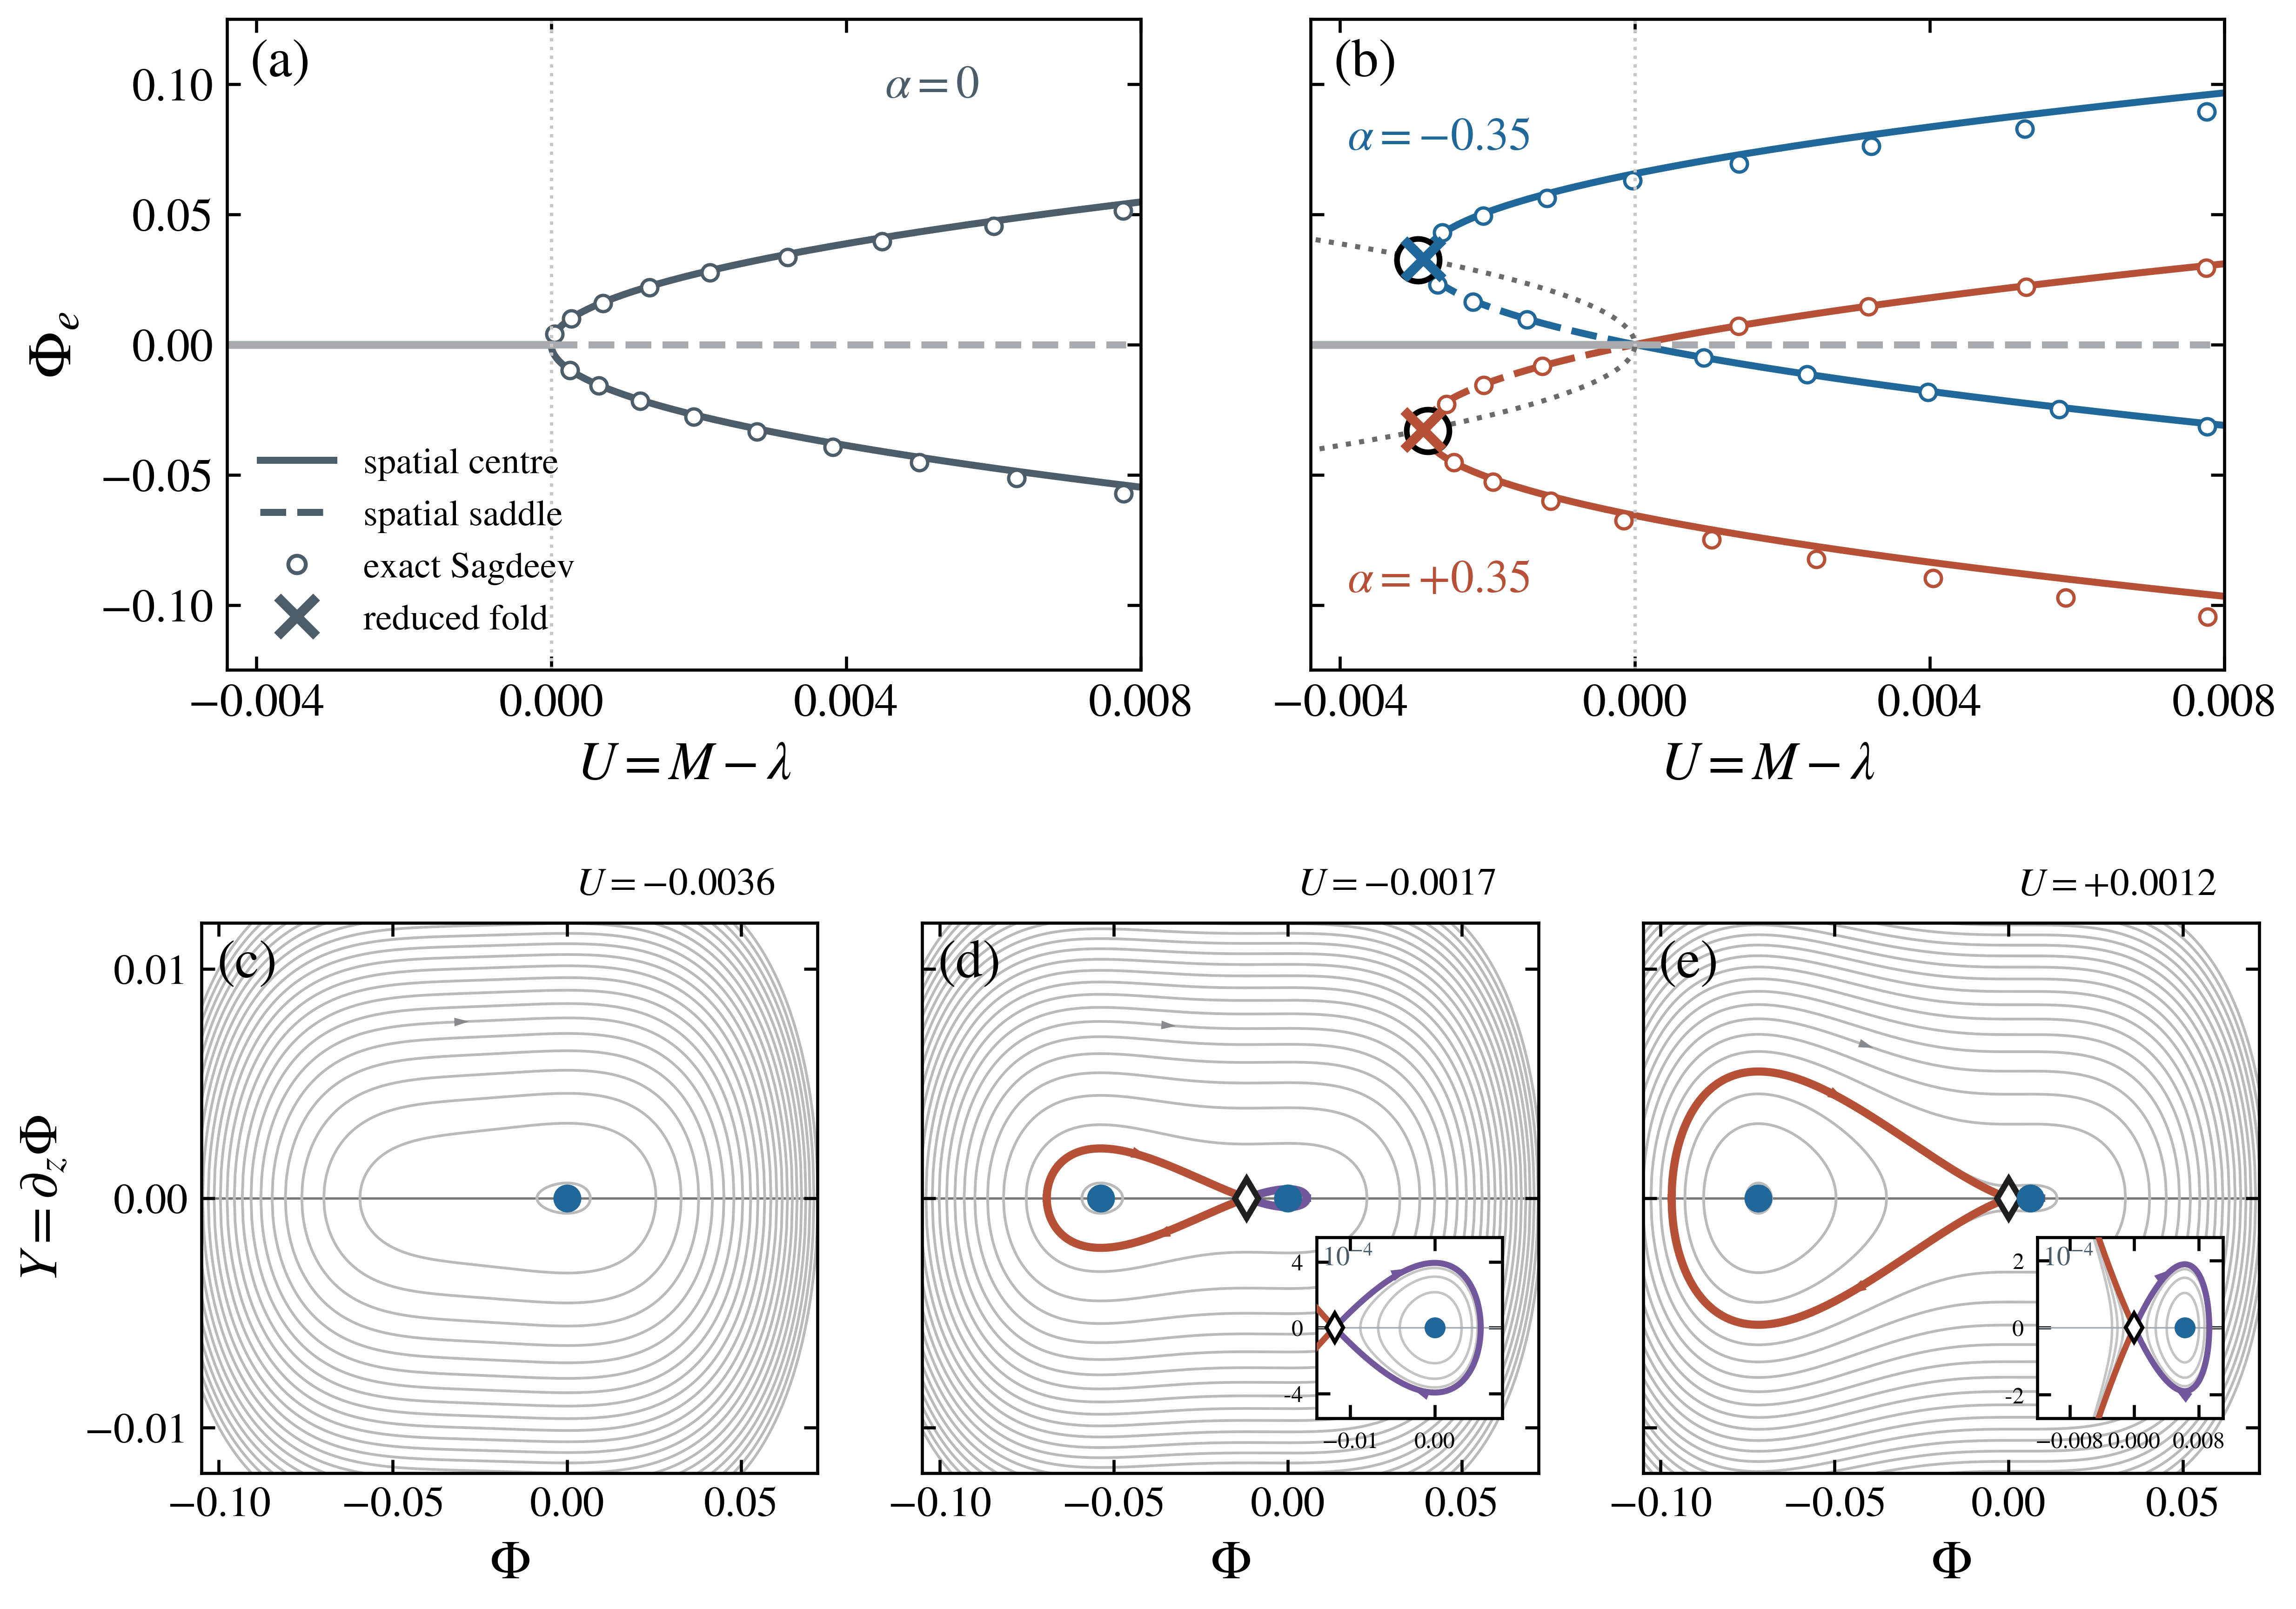 (a)
α = 0
Φₑ
0.10
0.05
0.00
−0.05
−0.10
spatial centre
spatial saddle
exact Sagdeev
reduced fold
−0.004 0.000 0.004 0.008
U = M − λ
(b)
α = −0.35
α = +0.35
−0.004 0.000 0.004 0.008
U = M − λ
U = −0.0036
(c)
Y = ∂_zΦ
0.01
0.00
−0.01
−0.10 −0.05 0.00 0.05
Φ
U = −0.0017
(d)
10⁻⁴
4
0
-4
−0.01 0.00
−0.10 −0.05 0.00 0.05
Φ
U = +0.0012
(e)
10⁻⁴
2
0
-2
−0.008 0.000 0.008
−0.10 −0.05 0.00 0.05
Φ